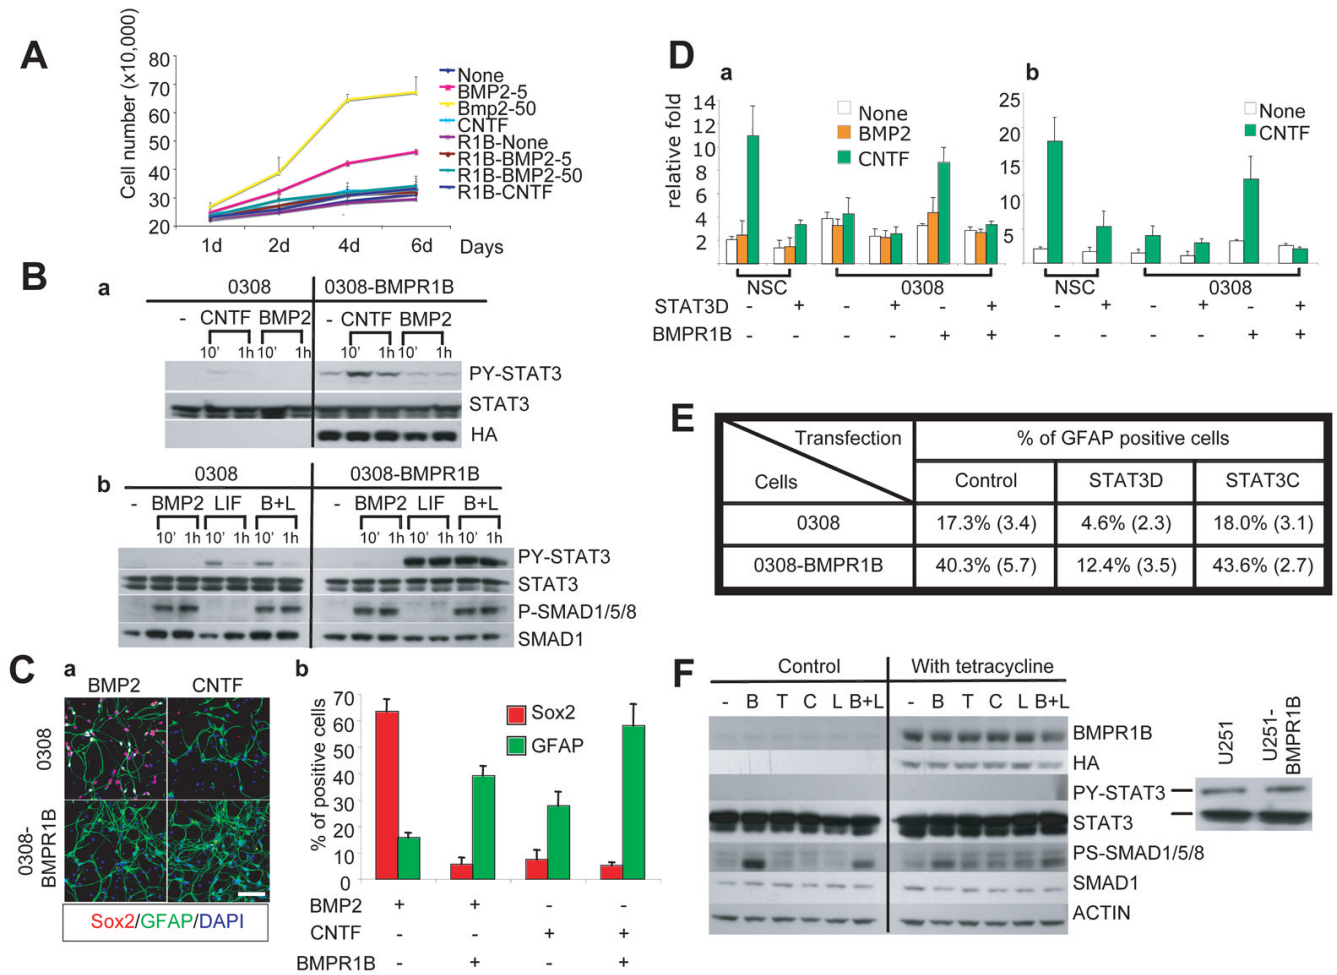 A
Cell number (x10,000)
80
70
60
50
40
30
20
1d 2d 4d 6d Days
None
BMP2-5
Bmp2-50
CNTF
R1B-None
R1B-BMP2-5
R1B-BMP2-50
R1B-CNTF
B
a
0308 0308-BMPR1B
- CNTF BMP2 - CNTF BMP2
10' 1h 10' 1h 10' 1h 10' 1h
PY-STAT3
STAT3
HA
b
0308 0308-BMPR1B
- BMP2 LIF B+L - BMP2 LIF B+L
10' 1h 10' 1h 10' 1h 10' 1h 10' 1h 10' 1h
PY-STAT3
STAT3
P-SMAD1/5/8
SMAD1
C
a
BMP2 CNTF
0308
0308-
BMPR1B
Sox2/GFAP/DAPI
b
% of positive cells
70
60
50
40
30
20
10
0
Sox2
GFAP
BMP2 + + - -
CNTF - - + +
BMPR1B - + - +
D
a
relative fold
14
12
10
8
6
4
2
None
BMP2
CNTF
NSC 0308
b
25
20
15
10
5
None
CNTF
NSC 0308
STAT3D - + - + - + - + - + - +
BMPR1B - - - - + + - - - - + +
E
Transfection
Cells
% of GFAP positive cells
Control STAT3D STAT3C
0308 17.3% (3.4) 4.6% (2.3) 18.0% (3.1)
0308-BMPR1B 40.3% (5.7) 12.4% (3.5) 43.6% (2.7)
F
Control With tetracycline
- B T C L B+L - B T C L B+L
BMPR1B
HA
PY-STAT3
STAT3
PS-SMAD1/5/8
SMAD1
ACTIN
U251
U251-
BMPR1B